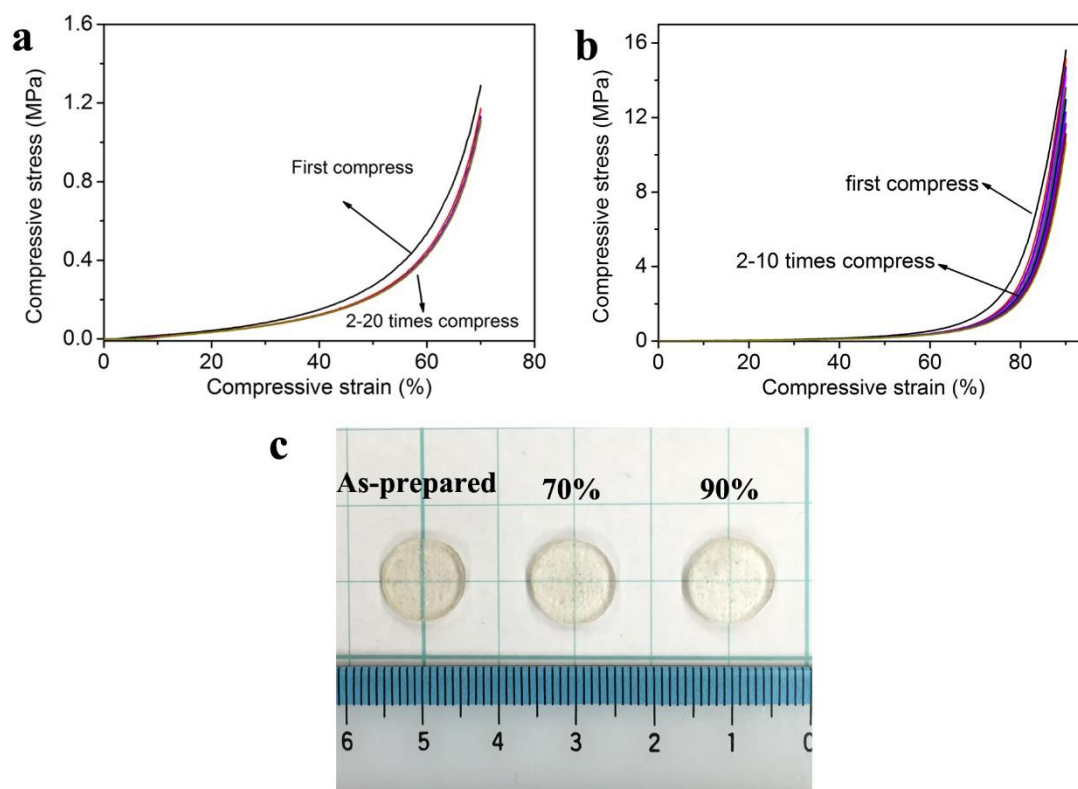 a
1.6
1.2
0.8
0.4
0.0
0 20 40 60 80
Compressive stress (MPa)
Compressive strain (%)
First compress
2-20 times compress
b
16
12
8
4
0
0 20 40 60 80
Compressive stress (MPa)
Compressive strain (%)
first compress
2-10 times compress
c
As-prepared 70% 90%
6 5 4 3 2 1 0